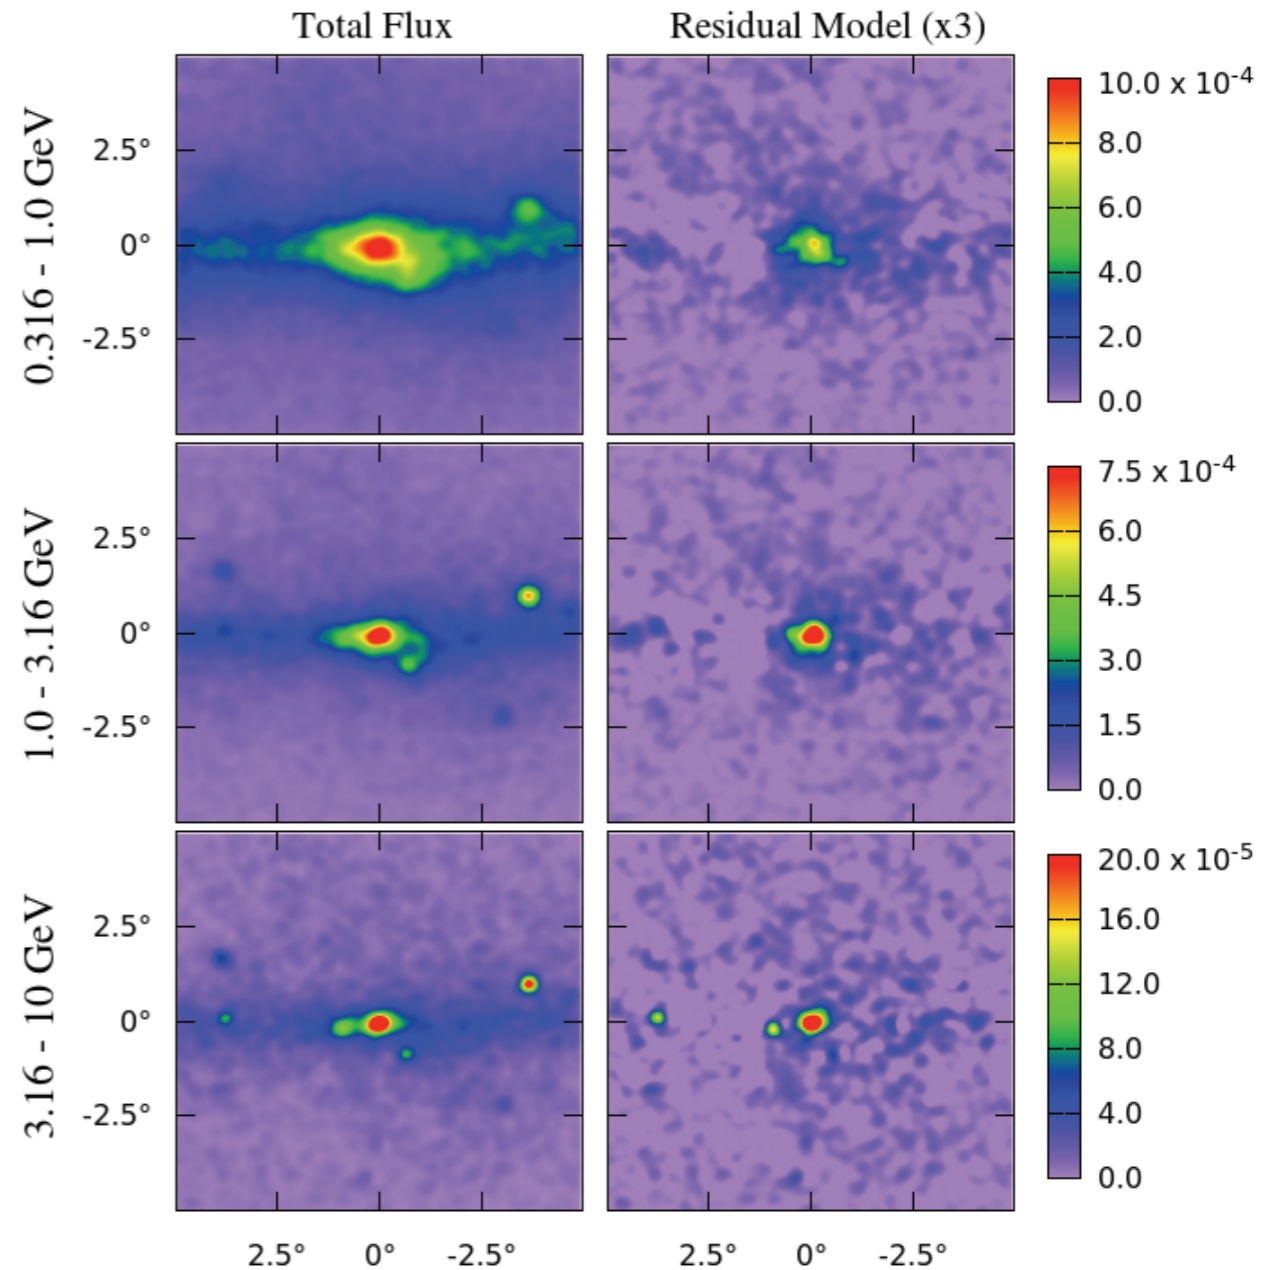 Total Flux
Residual Model (x3)
0.316 - 1.0 GeV
2.5°
0°
-2.5°
10.0 x 10-4
8.0
6.0
4.0
2.0
0.0
1.0 - 3.16 GeV
2.5°
0°
-2.5°
7.5 x 10-4
6.0
4.5
3.0
1.5
0.0
3.16 - 10 GeV
2.5°
0°
-2.5°
20.0 x 10-5
16.0
12.0
8.0
4.0
0.0
2.5° 0° -2.5°
2.5° 0° -2.5°